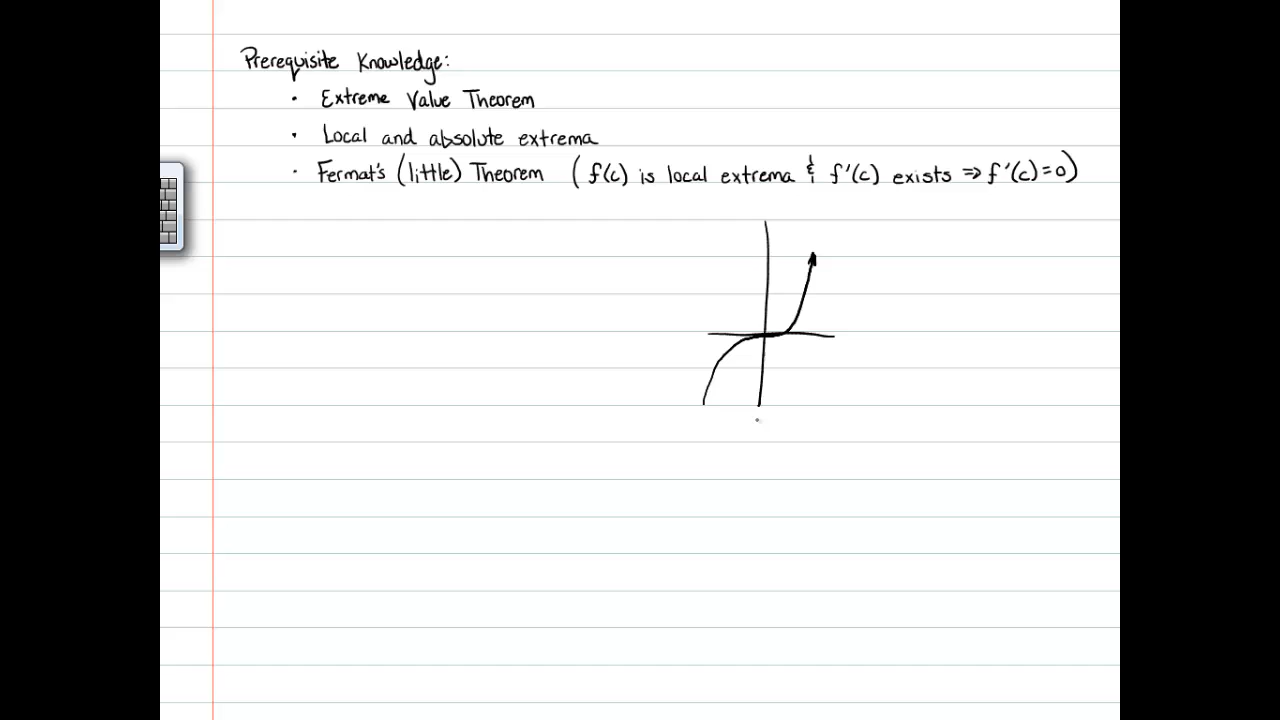 Prerequisite Knowledge:
· Extreme Value Theorem
· Local and absolute extrema
· Fermat's (little) Theorem ( f(c) is local extrema & f'(c) exists ⇒ f'(c)=0)